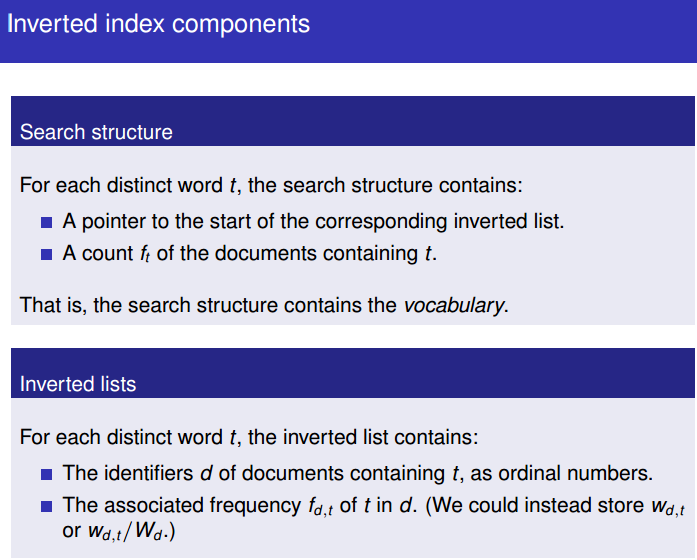 Inverted index components
Search structure
For each distinct word t, the search structure contains:
A pointer to the start of the corresponding inverted list.
A count fₜ of the documents containing t.
That is, the search structure contains the vocabulary.
Inverted lists
For each distinct word t, the inverted list contains:
The identifiers d of documents containing t, as ordinal numbers.
The associated frequency f_{d,t} of t in d. (We could instead store w_{d,t}
or w_{d,t}/W_d.)